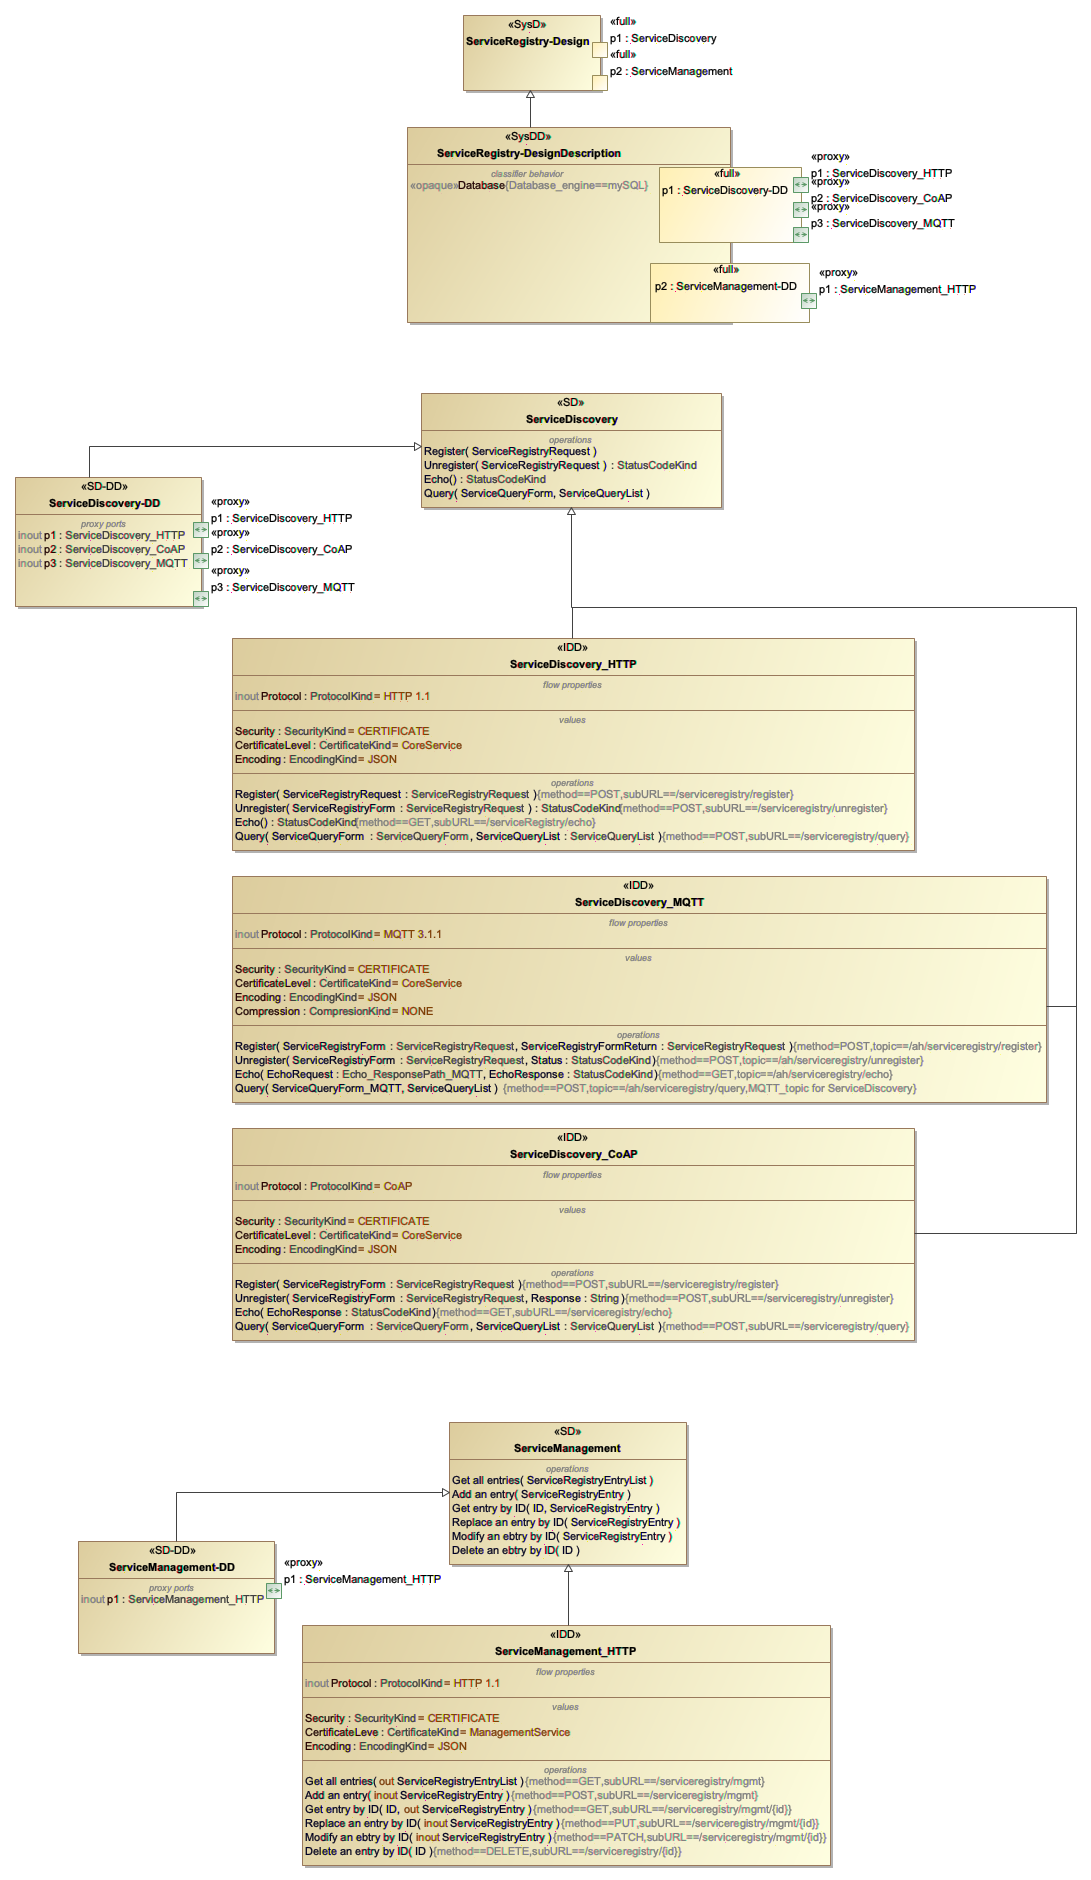 «SysD»
ServiceRegistry-Design
«full»
p1 : ServiceDiscovery
«full»
p2 : ServiceManagement
«SysDD»
ServiceRegistry-DesignDescription
classifier behavior
«opaque»Database{Database_engine==mySQL}
«full»
p1 : ServiceDiscovery-DD
«proxy»
p1 : ServiceDiscovery_HTTP
«proxy»
p2 : ServiceDiscovery_CoAP
«proxy»
p3 : ServiceDiscovery_MQTT
«full»
p2 : ServiceManagement-DD
«proxy»
p1 : ServiceManagement_HTTP
«SD»
ServiceDiscovery
operations
Register( ServiceRegistryRequest )
Unregister( ServiceRegistryRequest ) : StatusCodeKind
Echo() : StatusCodeKind
Query( ServiceQueryForm, ServiceQueryList )
«SD-DD»
ServiceDiscovery-DD
proxy ports
inout p1 : ServiceDiscovery_HTTP
inout p2 : ServiceDiscovery_CoAP
inout p3 : ServiceDiscovery_MQTT
«proxy»
p1 : ServiceDiscovery_HTTP
«proxy»
p2 : ServiceDiscovery_CoAP
«proxy»
p3 : ServiceDiscovery_MQTT
«IDD»
ServiceDiscovery_HTTP
flow properties
inout Protocol : ProtocolKind = HTTP 1.1
values
Security : SecurityKind = CERTIFICATE
CertificateLevel : CertificateKind = CoreService
Encoding : EncodingKind = JSON
operations
Register( ServiceRegistryRequest : ServiceRegistryRequest ){method==POST,subURL==/serviceregistry/register}
Unregister( ServiceRegistryForm : ServiceRegistryRequest ) : StatusCodeKind{method==POST,subURL==/serviceregistry/unregister}
Echo() : StatusCodeKind{method==GET,subURL==/serviceRegistry/echo}
Query( ServiceQueryForm : ServiceQueryForm, ServiceQueryList : ServiceQueryList ){method==POST,subURL==/serviceregistry/query}
«IDD»
ServiceDiscovery_MQTT
flow properties
inout Protocol : ProtocolKind = MQTT 3.1.1
values
Security : SecurityKind = CERTIFICATE
CertificateLevel : CertificateKind = CoreService
Encoding : EncodingKind = JSON
Compression : CompresionKind = NONE
operations
Register( ServiceRegistryForm : ServiceRegistryRequest, ServiceRegistryFormReturn : ServiceRegistryRequest ){method=POST,topic==/ah/serviceregistry/register}
Unregister( ServiceRegistryForm : ServiceRegistryRequest, Status : StatusCodeKind ){method==POST,topic==/ah/serviceregistry/unregister}
Echo( EchoRequest : Echo_ResponsePath_MQTT, EchoResponse : StatusCodeKind ){method==GET,topic==/ah/serviceregistry/echo}
Query( ServiceQueryForm_MQTT, ServiceQueryList ) {method==POST,topic==/ah/serviceregistry/query,MQTT_topic for ServiceDiscovery}
«IDD»
ServiceDiscovery_CoAP
flow properties
inout Protocol : ProtocolKind = CoAP
values
Security : SecurityKind = CERTIFICATE
CertificateLevel : CertificateKind = CoreService
Encoding : EncodingKind = JSON
operations
Register( ServiceRegistryForm : ServiceRegistryRequest ){method==POST,subURL==/serviceregistry/register}
Unregister( ServiceRegistryForm : ServiceRegistryRequest, Response : String ){method==POST,subURL==/serviceregistry/unregister}
Echo( EchoResponse : StatusCodeKind ){method==GET,subURL==/serviceregistry/echo}
Query( ServiceQueryForm : ServiceQueryForm, ServiceQueryList : ServiceQueryList ){method==POST,subURL==/serviceregistry/query}
«SD»
ServiceManagement
operations
Get all entries( ServiceRegistryEntryList )
Add an entry( ServiceRegistryEntry )
Get entry by ID( ID, ServiceRegistryEntry )
Replace an entry by ID( ServiceRegistryEntry )
Modify an ebtry by ID( ServiceRegistryEntry )
Delete an ebtry by ID( ID )
«SD-DD»
ServiceManagement-DD
proxy ports
inout p1 : ServiceManagement_HTTP
«proxy»
p1 : ServiceManagement_HTTP
«IDD»
ServiceManagement_HTTP
flow properties
inout Protocol : ProtocolKind = HTTP 1.1
values
Security : SecurityKind = CERTIFICATE
CertificateLeve : CertificateKind = ManagementService
Encoding : EncodingKind = JSON
operations
Get all entries( out ServiceRegistryEntryList ){method==GET,subURL==/serviceregistry/mgmt}
Add an entry( inout ServiceRegistryEntry ){method==POST,subURL==/serviceregistry/mgmt}
Get entry by ID( ID, out ServiceRegistryEntry ){method==GET,subURL==/serviceregistry/mgmt/{id}}
Replace an entry by ID( inout ServiceRegistryEntry ){method==PUT,subURL==/serviceregistry/mgmt/{id}}
Modify an ebtry by ID( inout ServiceRegistryEntry ){method==PATCH,subURL==/serviceregistry/mgmt/{id}}
Delete an entry by ID( ID ){method==DELETE,subURL==/serviceregistry/{id}}